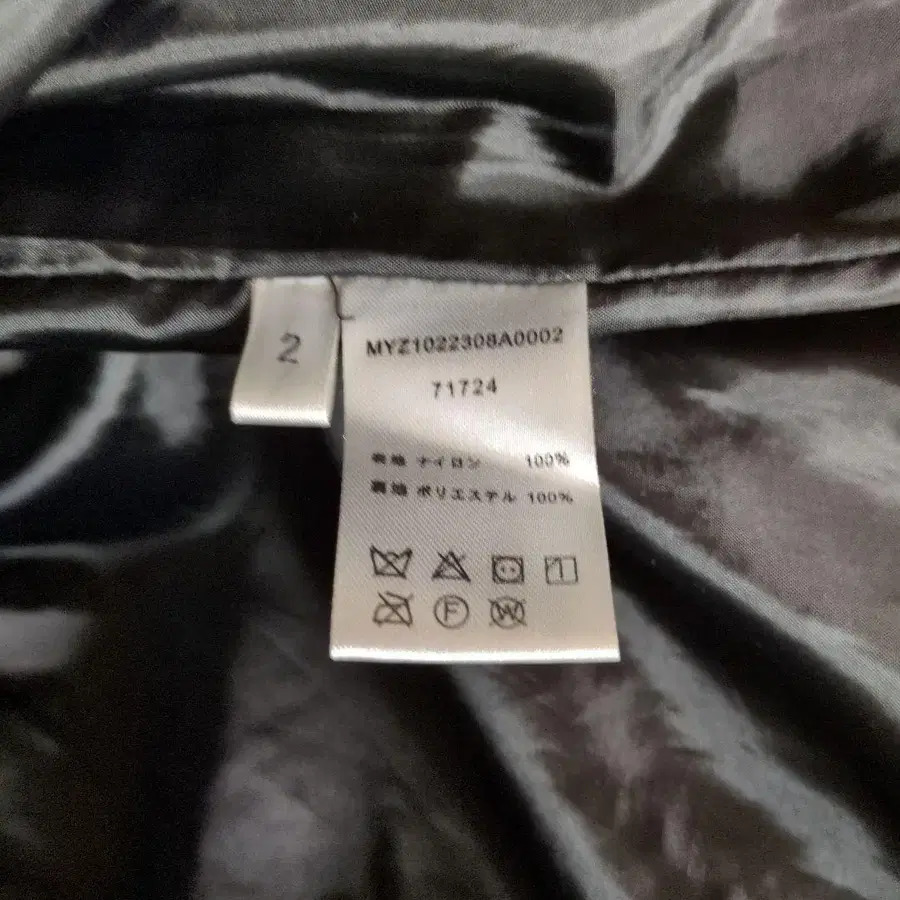 2
MYZ1022308A0002
71724
表地 ナイロン 100%
裏地 ポリエステル 100%
F
W